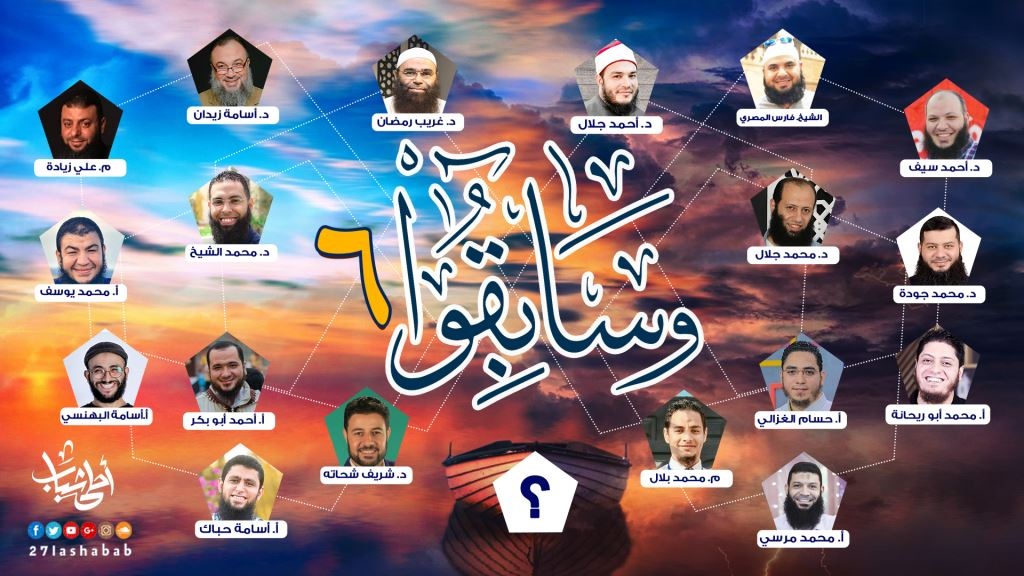 د. أسامة زيدان
د. غريب رمضان
د. أحمد جلال
الشيخ. فارس المصري
م. علي زيادة
د. أحمد سيف
وَسَابِقُوا ٦
د. محمد الشيخ
د. محمد جلال
أ. محمد يوسف
د. محمد جودة
أ.أسامة البهنسي
أ. أحمد أبو بكر
أ. حسام الغزالي
أ. محمد أبو ريحانة
د. شريف شحاته
م. محمد بلال
أحلى شباب
؟
أ. أسامة حباك
أ. محمد مرسي
27lashabab